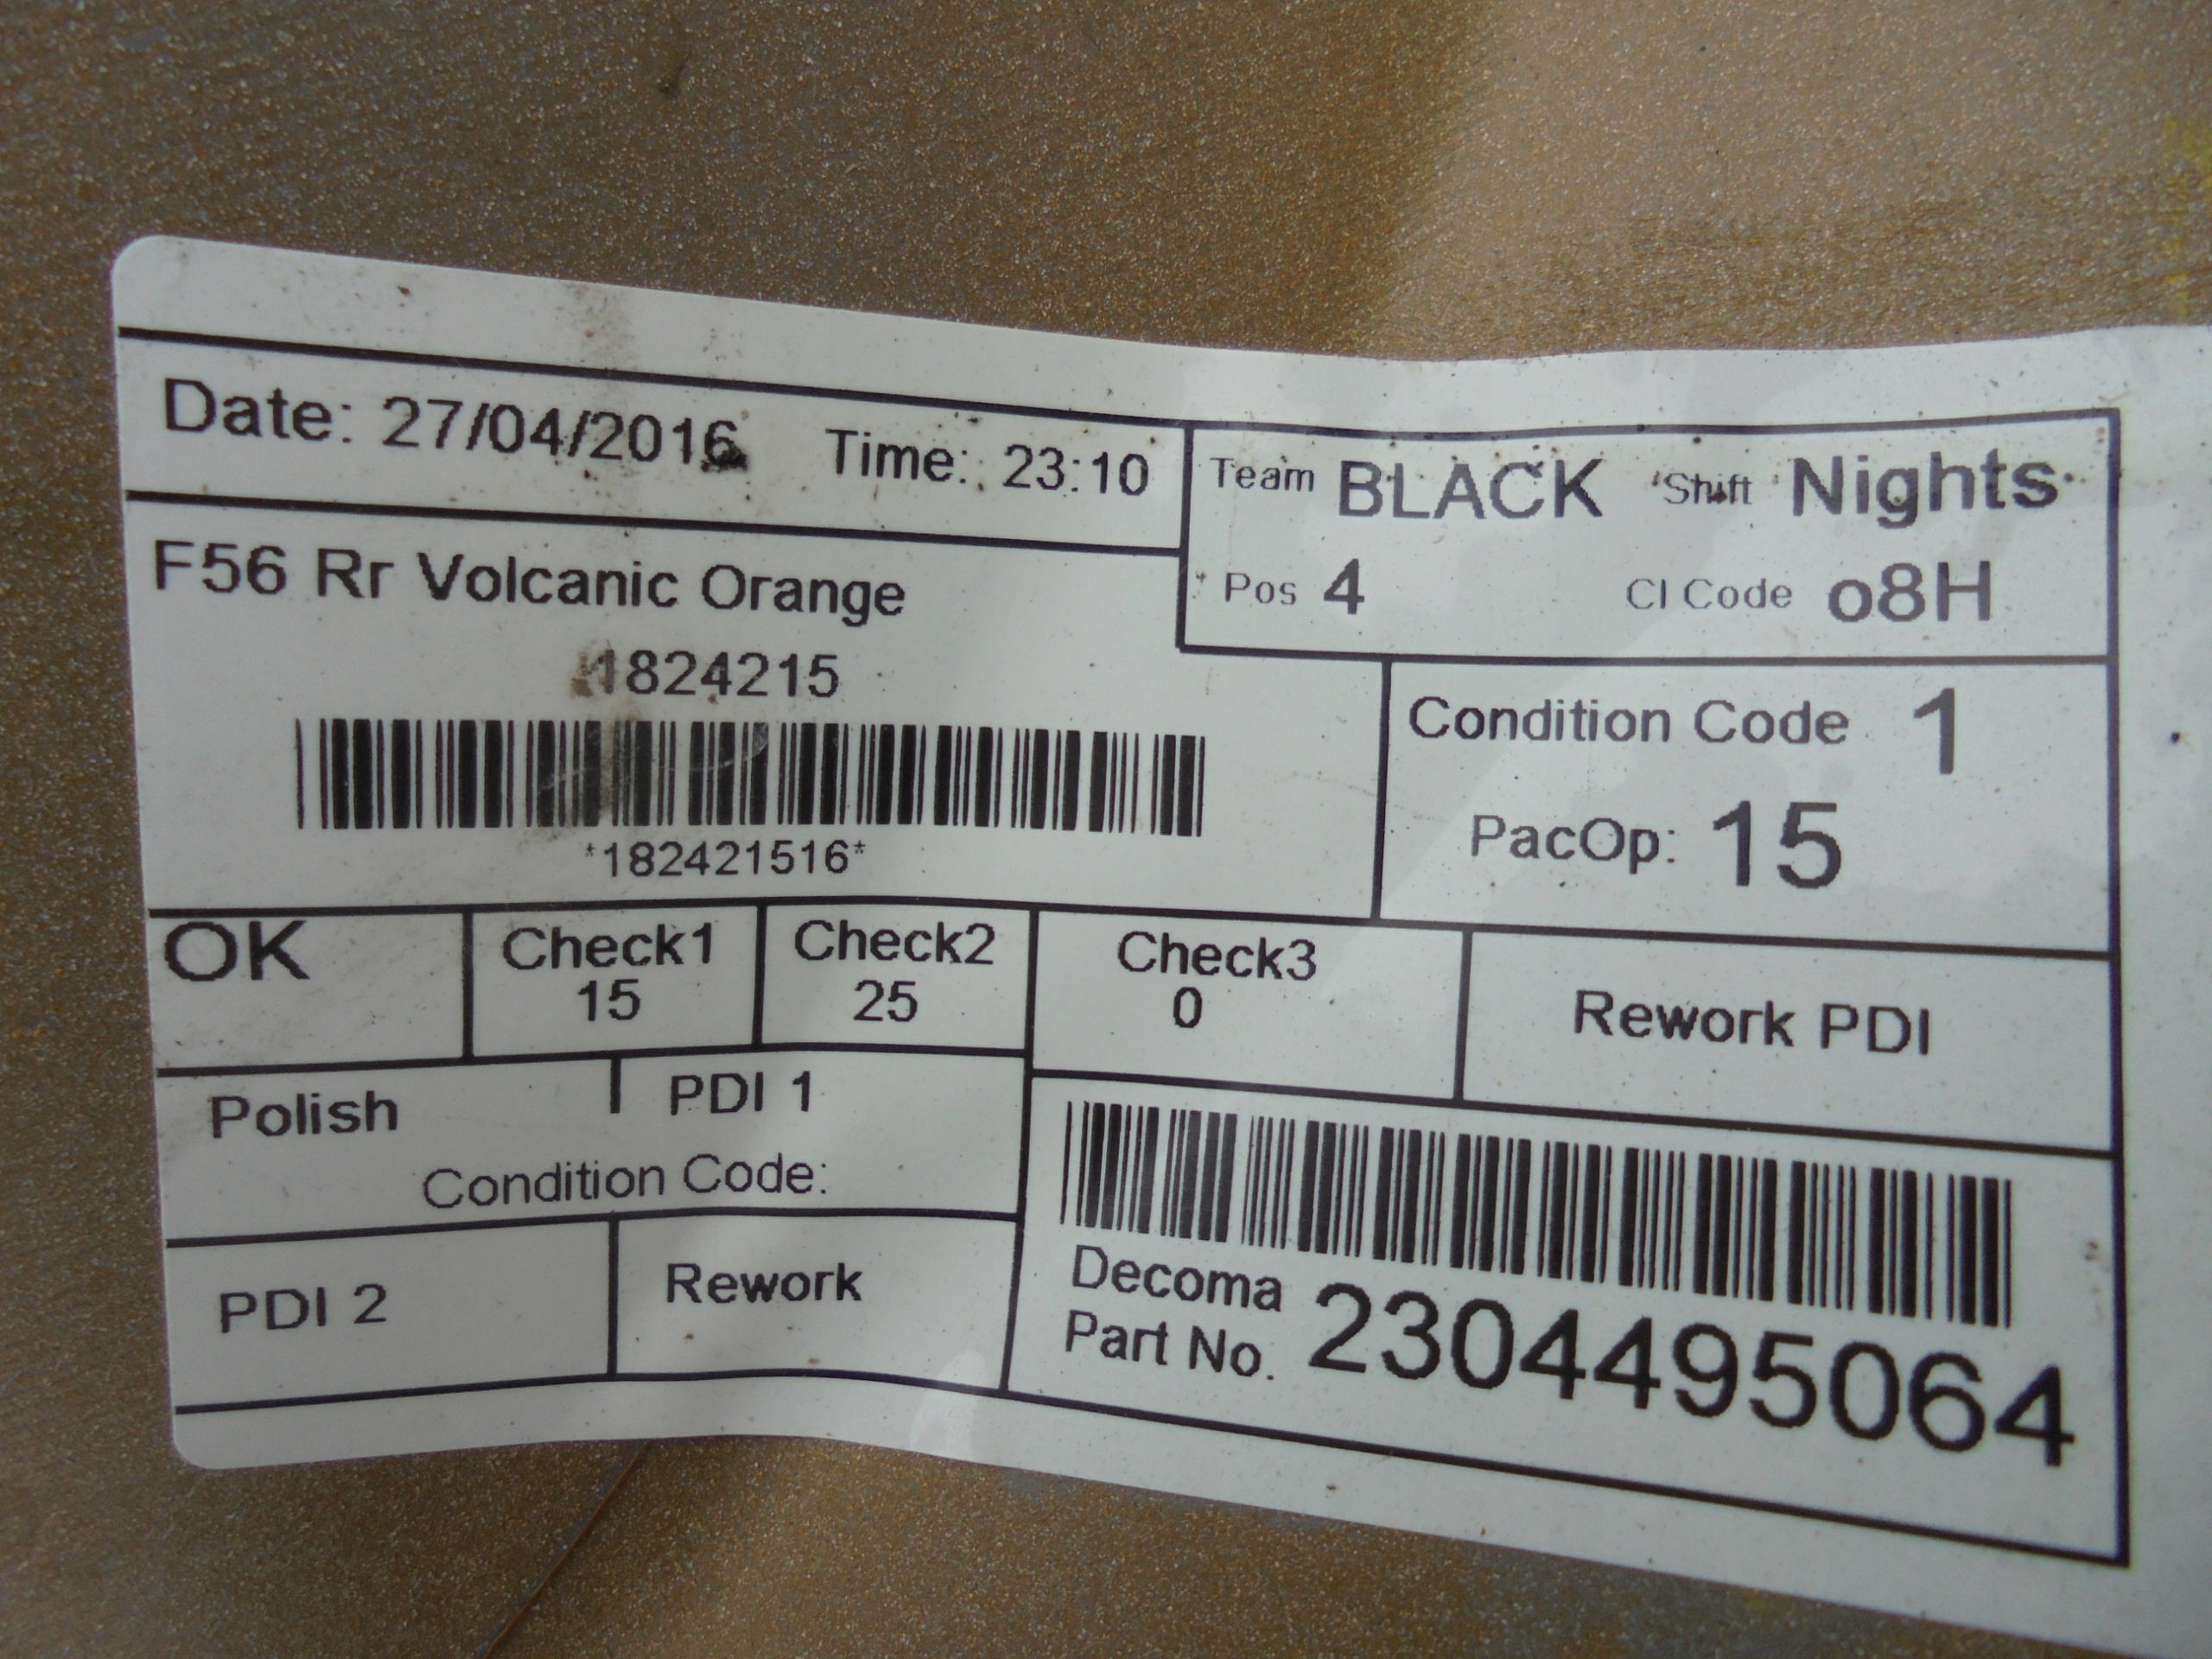 Date: 27/04/2016 Time: 23:10
Team BLACK Shift Nights
Pos 4 CI Code o8H
F56 Rr Volcanic Orange
1824215
*182421516*
Condition Code 1
PacOp: 15
OK
Check1
15
Check2
25
Check3
0
Rework PDI
Polish
PDI 1
Condition Code:
PDI 2
Rework
Decoma
Part No. 2304495064